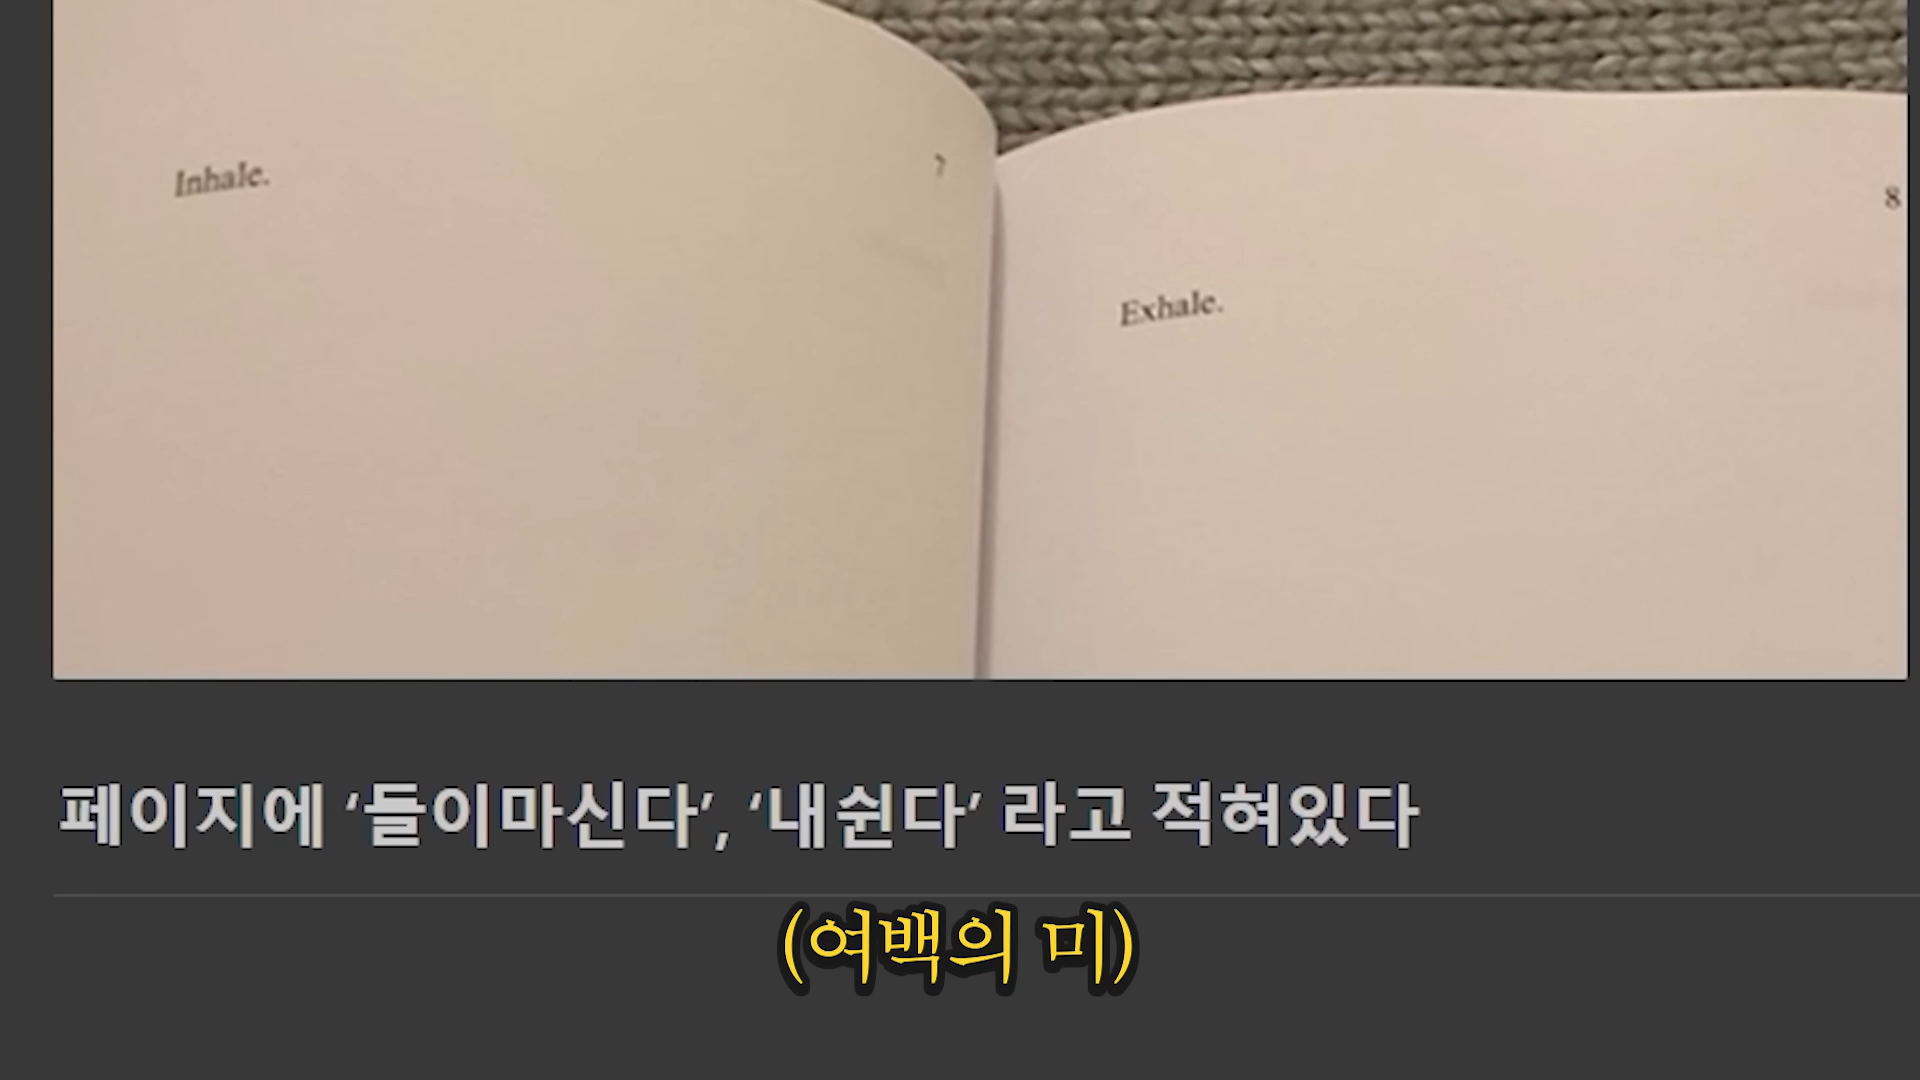 Inhale.
7
8
Exhale.
페이지에 ‘들이마신다’, ‘내쉰다’ 라고 적혀있다
(여백의 미)